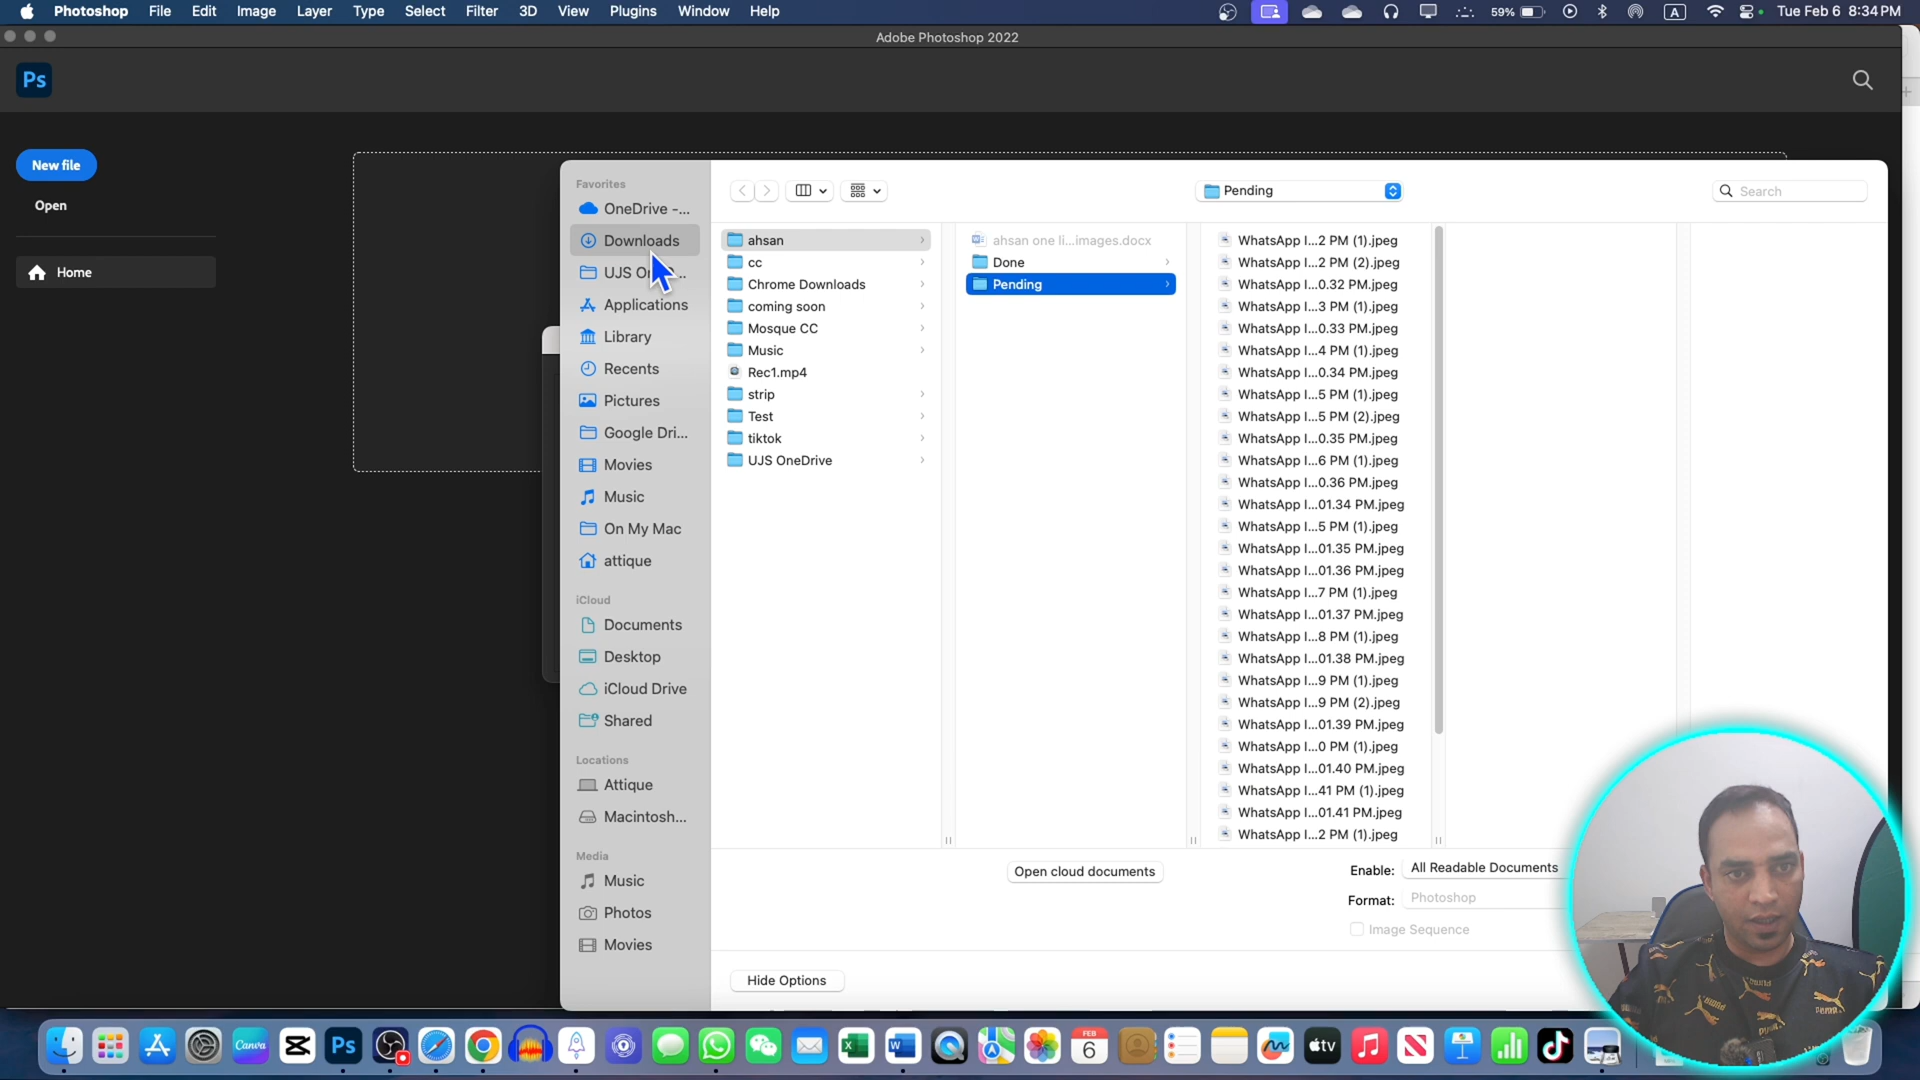 Photoshop File Edit Image Layer Type Select Filter 3D View Plugins Window Help 59% A Tue Feb 6 8:34 PM
Adobe Photoshop 2022
Ps
New file
Open
Home
Favorites
OneDrive -...
Downloads
UJS On
Applications
Library
Recents
Pictures
Google Dri...
Movies
Music
On My Mac
attique
iCloud
Documents
Desktop
iCloud Drive
Shared
Locations
Attique
Macintosh...
Media
Music
Photos
Movies
Pending
Search
ahsan
cc
Chrome Downloads
coming soon
Mosque CC
Music
Rec1.mp4
strip
Test
tiktok
UJS OneDrive
ahsan one li...images.docx
Done
Pending
WhatsApp I...2 PM (1).jpeg
WhatsApp I...2 PM (2).jpeg
WhatsApp I...0.32 PM.jpeg
WhatsApp I...3 PM (1).jpeg
WhatsApp I...0.33 PM.jpeg
WhatsApp I...4 PM (1).jpeg
WhatsApp I...0.34 PM.jpeg
WhatsApp I...5 PM (1).jpeg
WhatsApp I...5 PM (2).jpeg
WhatsApp I...0.35 PM.jpeg
WhatsApp I...6 PM (1).jpeg
WhatsApp I...0.36 PM.jpeg
WhatsApp I...01.34 PM.jpeg
WhatsApp I...5 PM (1).jpeg
WhatsApp I...01.35 PM.jpeg
WhatsApp I...01.36 PM.jpeg
WhatsApp I...7 PM (1).jpeg
WhatsApp I...01.37 PM.jpeg
WhatsApp I...8 PM (1).jpeg
WhatsApp I...01.38 PM.jpeg
WhatsApp I...9 PM (1).jpeg
WhatsApp I...9 PM (2).jpeg
WhatsApp I...01.39 PM.jpeg
WhatsApp I...0 PM (1).jpeg
WhatsApp I...01.40 PM.jpeg
WhatsApp I...41 PM (1).jpeg
WhatsApp I...01.41 PM.jpeg
WhatsApp I...2 PM (1).jpeg
Open cloud documents
Enable: All Readable Documents
Format: Photoshop
Image Sequence
Hide Options
Canva
Ps
FEB
6
tv